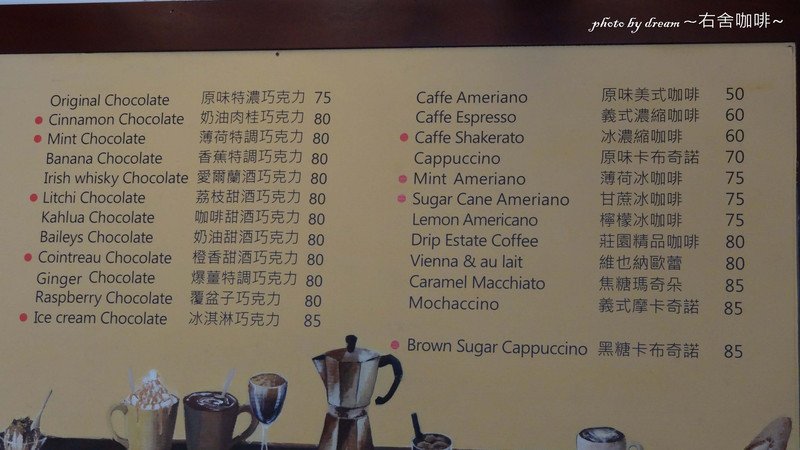 photo by dream ～右舍咖啡~
Original Chocolate 原味特濃巧克力 75
Cinnamon Chocolate 奶油肉桂巧克力 80
Mint Chocolate 薄荷特調巧克力 80
Banana Chocolate 香蕉特調巧克力 80
Irish whisky Chocolate 愛爾蘭酒巧克力 80
Litchi Chocolate 荔枝甜酒巧克力 80
Kahlua Chocolate 咖啡甜酒巧克力 80
Baileys Chocolate 奶油甜酒巧克力 80
Cointreau Chocolate 橙香甜酒巧克力 80
Ginger Chocolate 爆薑特調巧克力 80
Raspberry Chocolate 覆盆子巧克力 80
Ice cream Chocolate 冰淇淋巧克力 85
Caffe Ameriano 原味美式咖啡 50
Caffe Espresso 義式濃縮咖啡 60
Caffe Shakerato 冰濃縮咖啡 60
Cappuccino 原味卡布奇諾 70
Mint Ameriano 薄荷冰咖啡 75
Sugar Cane Ameriano 甘蔗冰咖啡 75
Lemon Americano 檸檬冰咖啡 75
Drip Estate Coffee 莊園精品咖啡 80
Vienna & au lait 維也納歐蕾 80
Caramel Macchiato 焦糖瑪奇朵 85
Mochaccino 義式摩卡奇諾 85
Brown Sugar Cappuccino 黑糖卡布奇諾 85